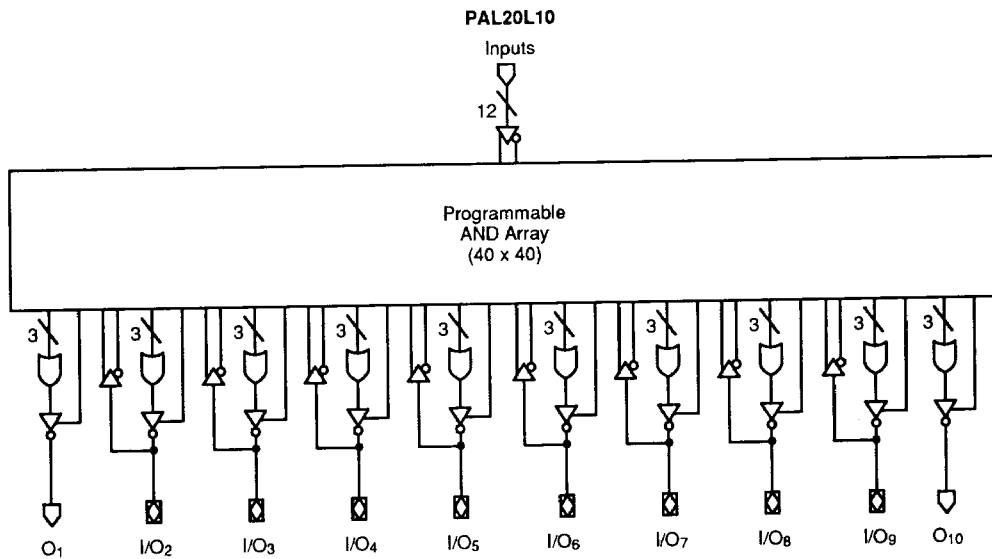 PAL20L10
Inputs
12
Programmable
AND Array
(40 x 40)
3 3 3 3 3 3 3 3 3 3
O1 I/O2 I/O3 I/O4 I/O5 I/O6 I/O7 I/O8 I/O9 O10